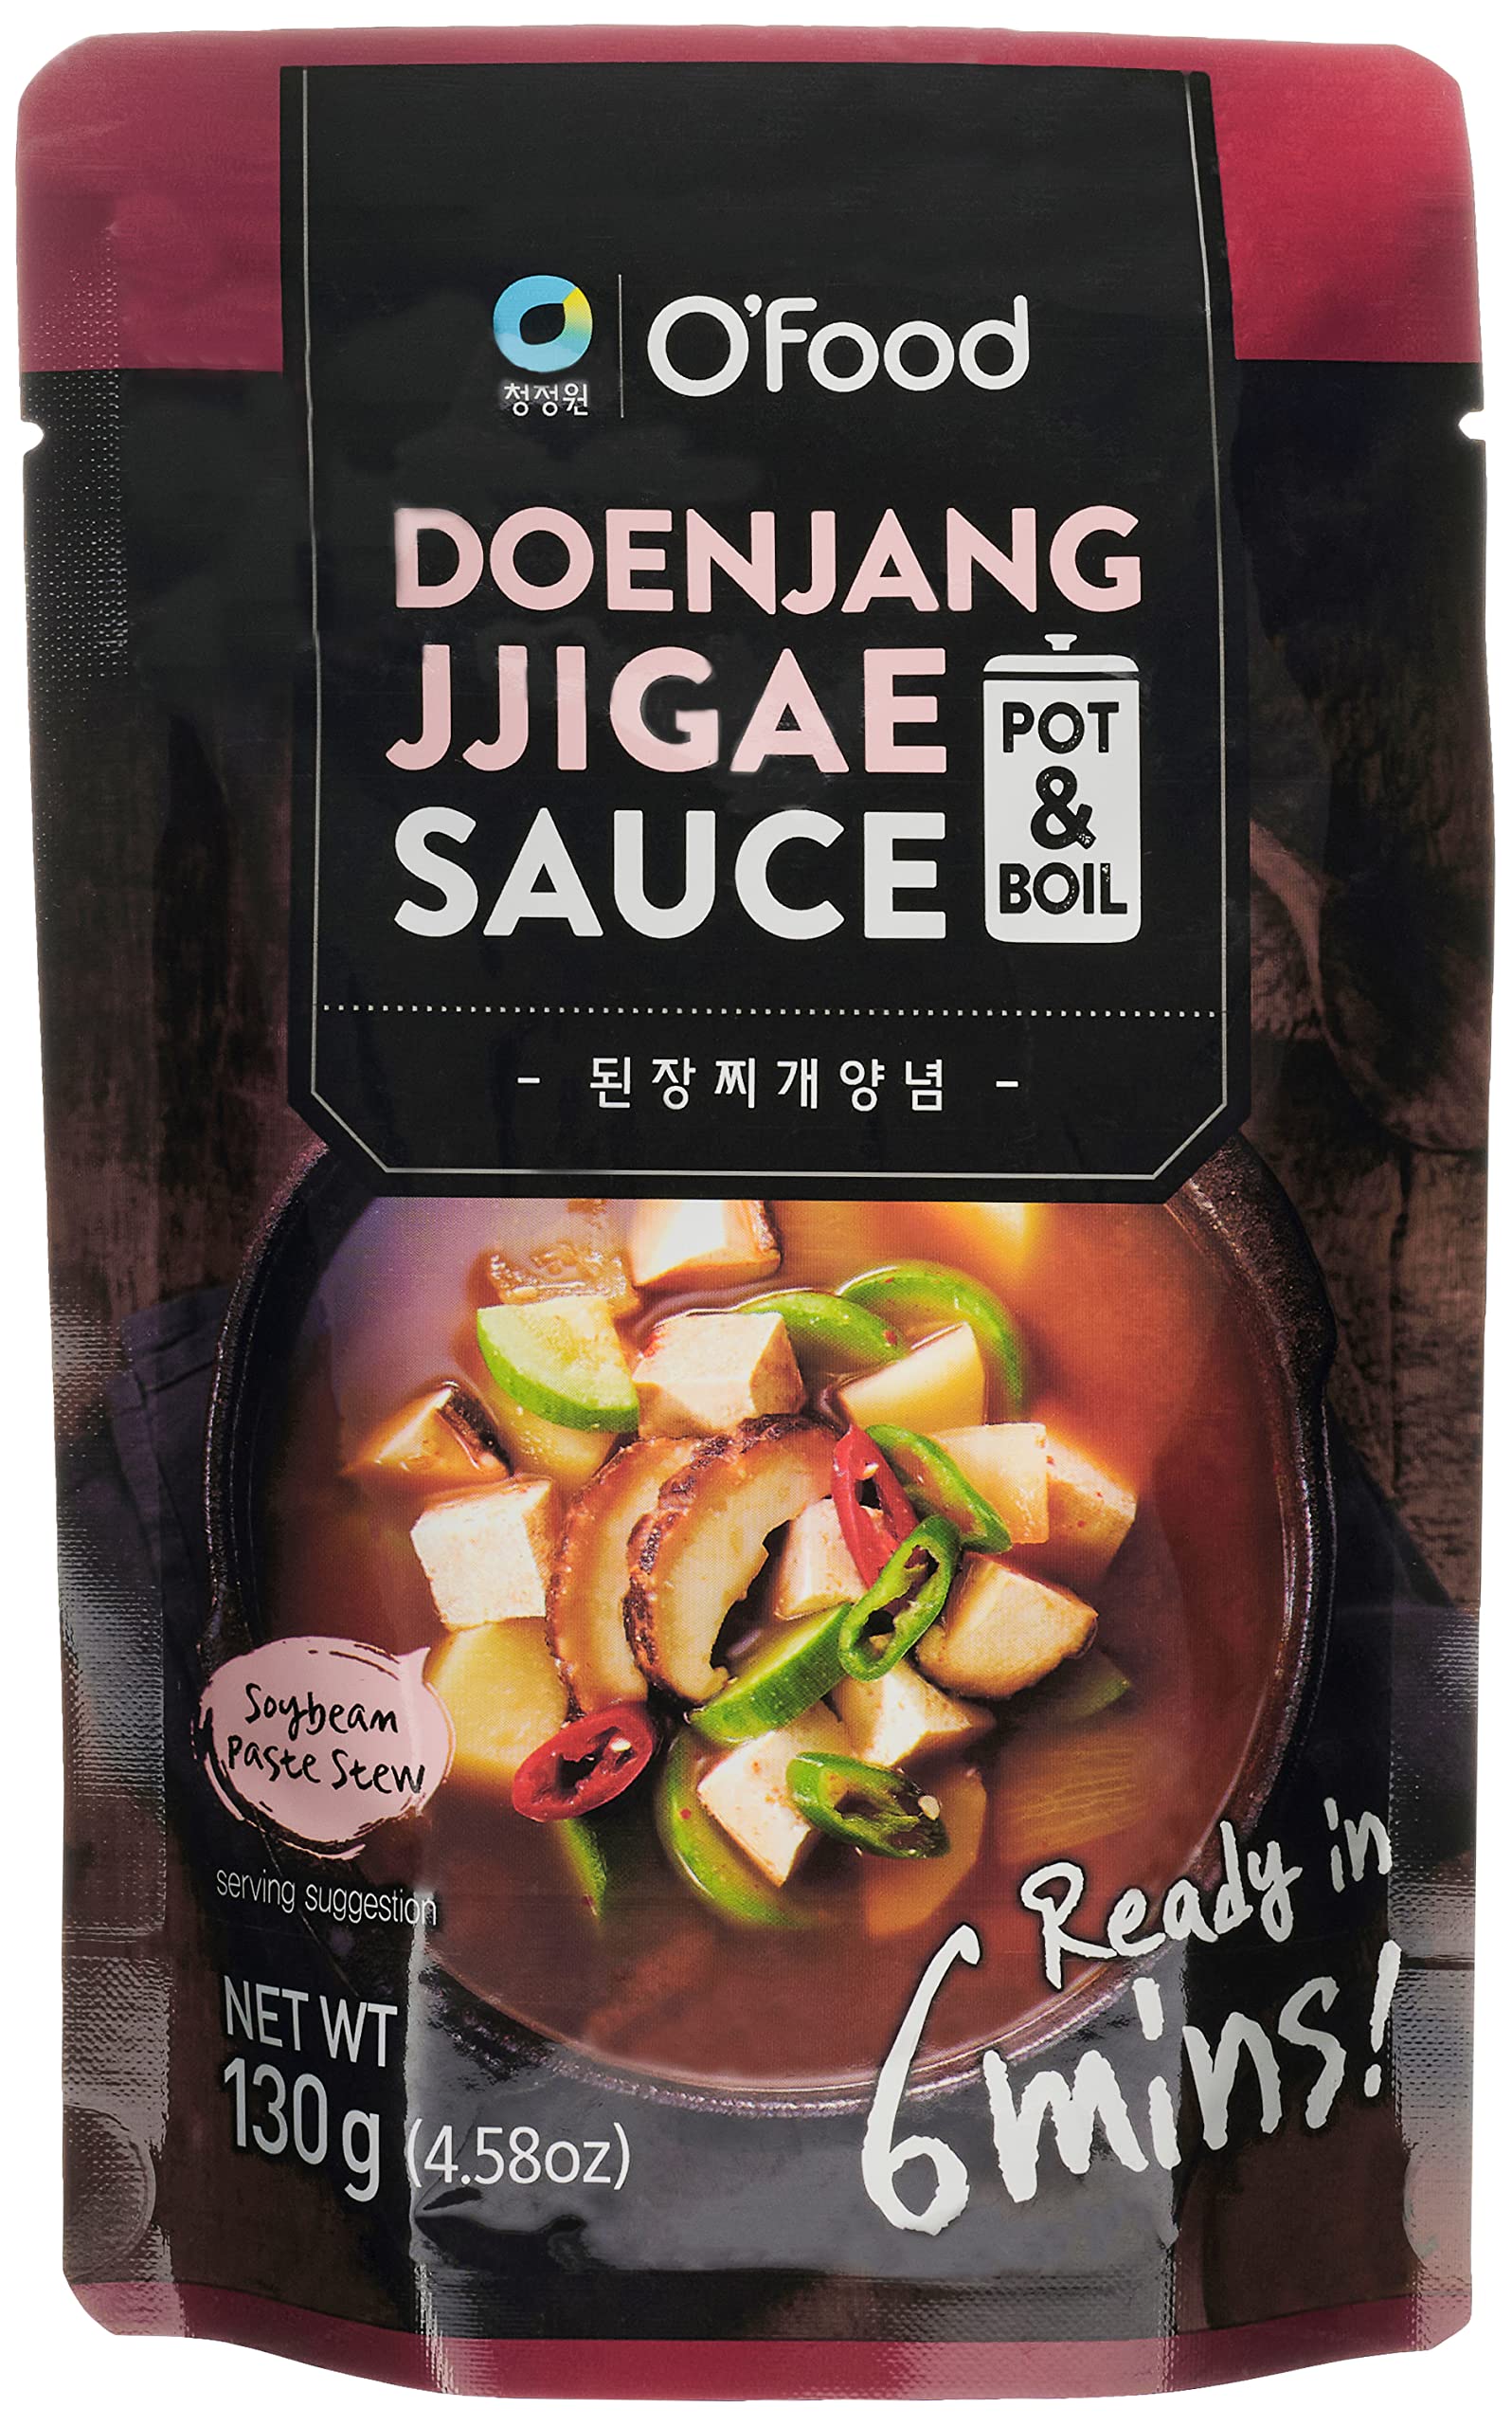 청정원
O'Food
DOENJANG
JJIGAE
SAUCE
POT
&
BOIL
- 된장찌개양념 -
Soybean
Paste Stew
serving suggestion
Ready in
6mins!
NET WT
130g (4.58oz)